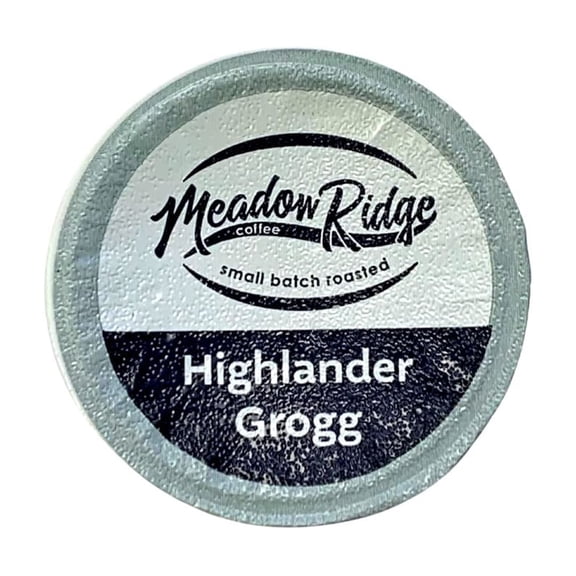 Meadow Ridge
coffee
small batch roasted
Highlander
Grogg